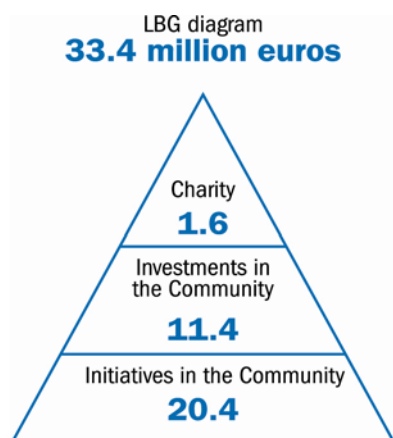 LBG diagram
33.4 million euros
Charity
1.6
Investments in
the Community
11.4
Initiatives in the Community
20.4